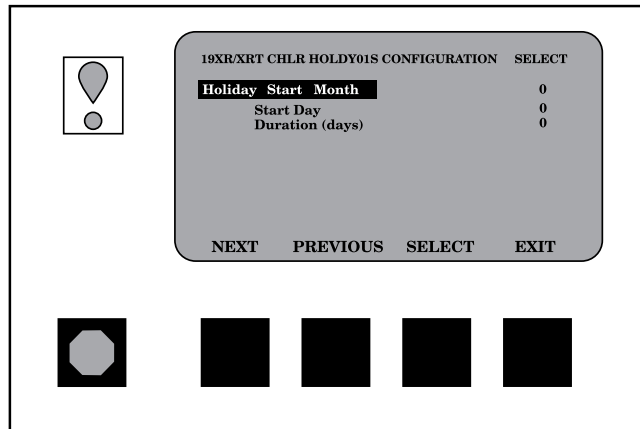 19XR/XRT CHLR HOLDY01S CONFIGURATION SELECT
Holiday Start Month 0
Start Day 0
Duration (days) 0
NEXT PREVIOUS SELECT EXIT